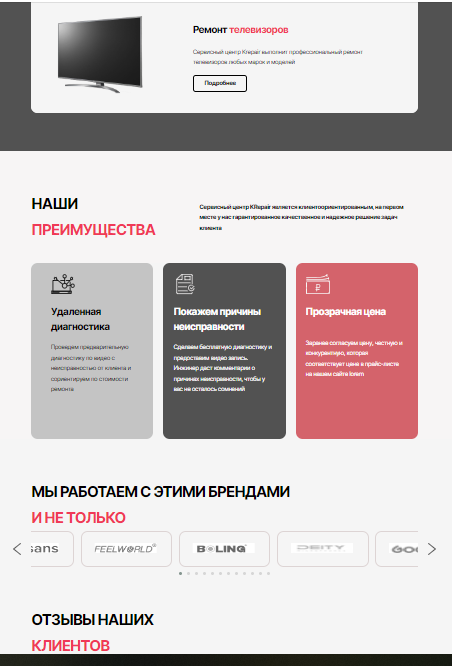 Ремонт телевизоров
Сервисный центр Krepair выполнит профессиональный ремонт
телевизоров любых марок и моделей
Подробнее
НАШИ
ПРЕИМУЩЕСТВА
Сервисный центр KRepair является клиентоориентированным, на первом
месте у нас гарантированное качественное и надежное решение задач
клиента
Удаленная
диагностика
Проведем предварительную
диагностику по видео с
неисправностью от клиента и
сориентируем по стоимости
ремонта
Покажем причины
неисправности
Сделаем бесплатную диагностику и
предоставим видео запись.
Инжинер даст комментарии о
причинах неисправности, чтобы у
вас не осталось сомнений
Прозрачная цена
Заранее согласуем цену, честную и
конкурентную, которая
соответствует цене в прайс-листе
на нашем сайте lorem
МЫ РАБОТАЕМ С ЭТИМИ БРЕНДАМИ
И НЕ ТОЛЬКО
sans
FEELWORLD
BOLING
DEITY
GOD
ОТЗЫВЫ НАШИХ
КЛИЕНТОВ